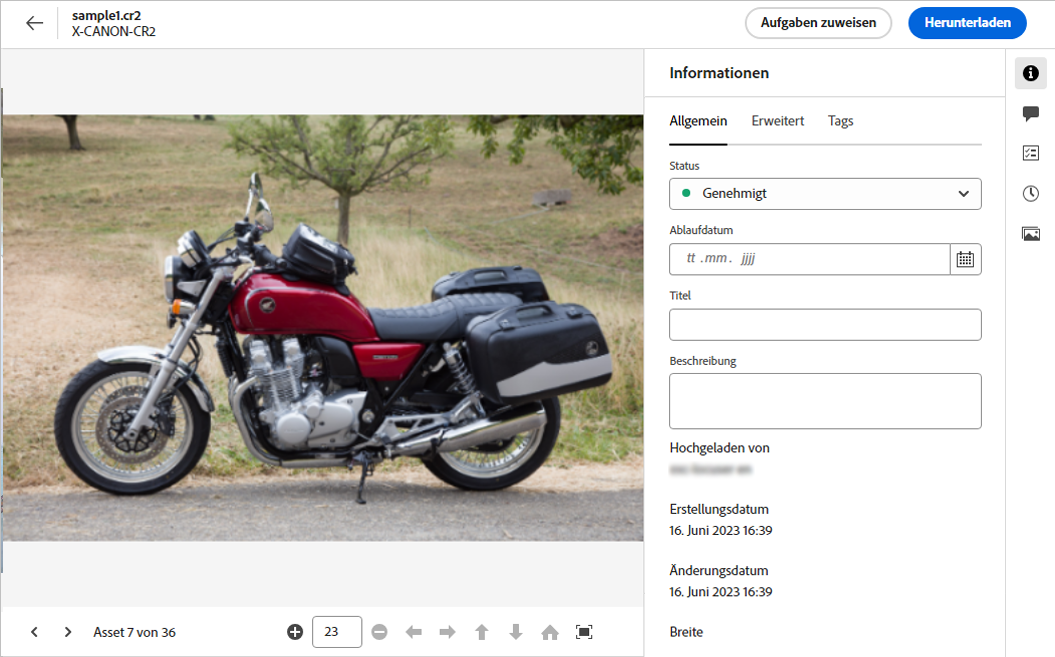 sample1.cr2
X-CANON-CR2
Aufgaben zuweisen
Herunterladen
Informationen
Allgemein Erweitert Tags
Status
Genehmigt
Ablaufdatum
tt .mm. jjjj
Titel
Beschreibung
Hochgeladen von
Erstellungsdatum
16. Juni 2023 16:39
Änderungsdatum
16. Juni 2023 16:39
Breite
Asset 7 von 36
23